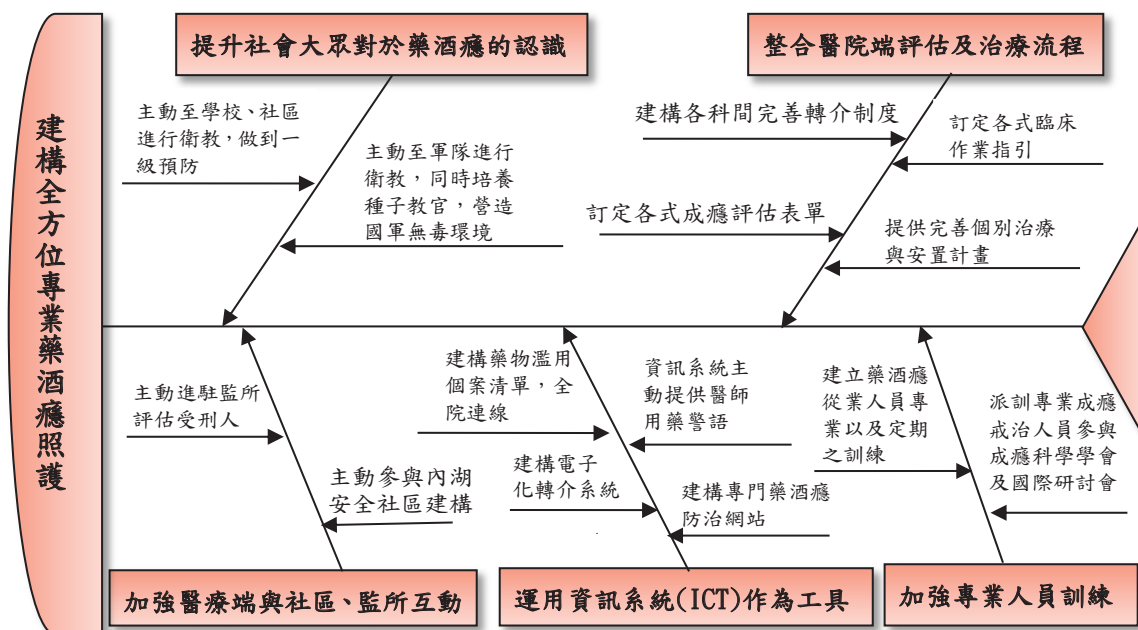 提升社會大眾對於藥酒癮的認識
整合醫院端評估及治療流程
建構全方位專業藥酒癮照護
主動至學校、社區
進行衛教，做到一
級預防
主動至軍隊進行
衛教，同時培養
種子教官，營造
國軍無毒環境
建構各科間完善轉介制度
訂定各式臨床
作業指引
訂定各式成癮評估表單
提供完善個別治療
與安置計畫
主動進駐監所
評估受刑人
主動參與內湖
安全社區建構
建構藥物濫用
個案清單，全
院連線
資訊系統主
動提供醫師
用藥警語
建構電子
化轉介系統
建構專門藥酒癮
防治網站
建立藥酒癮
從業人員專
業以及定期
之訓練
派訓專業成癮
戒治人員參與
成癮科學學會
及國際研討會
加強醫療端與社區、監所互動
運用資訊系統(ICT)作為工具
加強專業人員訓練